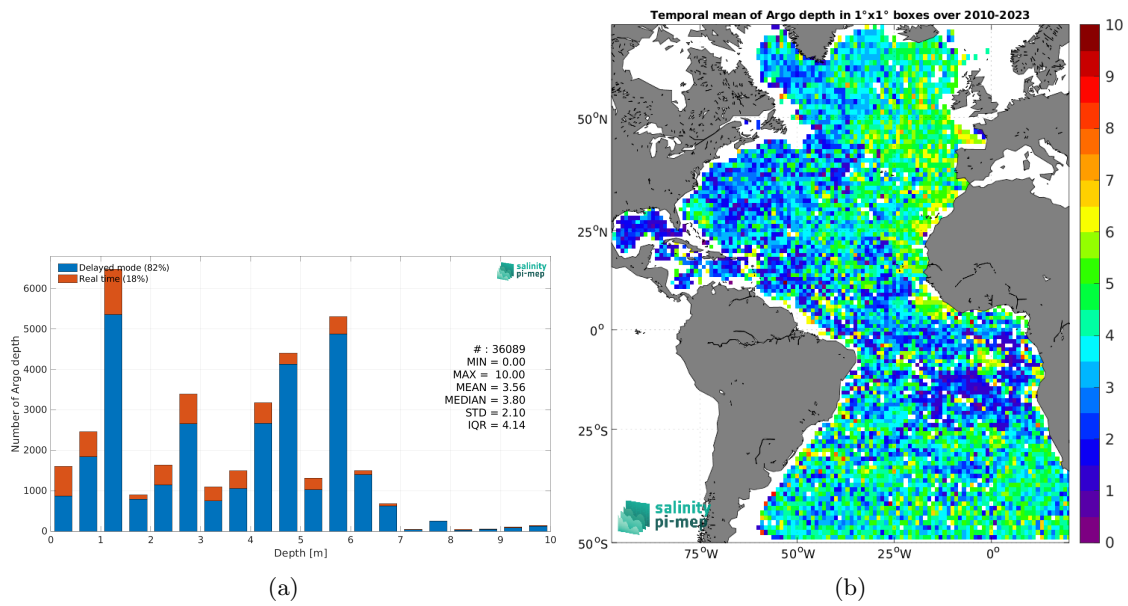 Delayed mode (82%)
Real time (18%)
salinity
pi-mep
# : 36089
MIN = 0.00
MAX = 10.00
MEAN = 3.56
MEDIAN = 3.80
STD = 2.10
IQR = 4.14
Number of Argo depth
6000
5000
4000
3000
2000
1000
0
0 1 2 3 4 5 6 7 8 9 10
Depth [m]
(a)
Temporal mean of Argo depth in 1°x1° boxes over 2010-2023
50°N
25°N
0°
25°S
50°S
75°W 50°W 25°W 0°
10
9
8
7
6
5
4
3
2
1
0
salinity
pi-mep
(b)